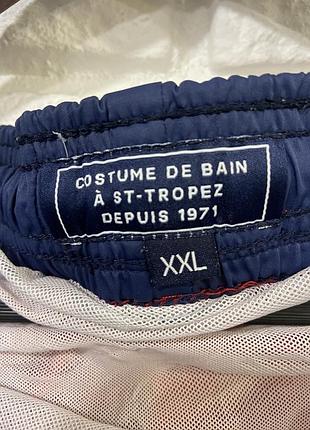 COSTUME DE BAIN
À ST-TROPEZ
DEPUIS 1971
XXL